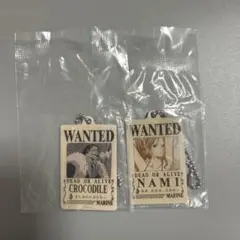 WANTED
DEAD OR ALIVE
CROCODILE
MARINE
WANTED
DEAD OR ALIVE
NAMI
MARINE